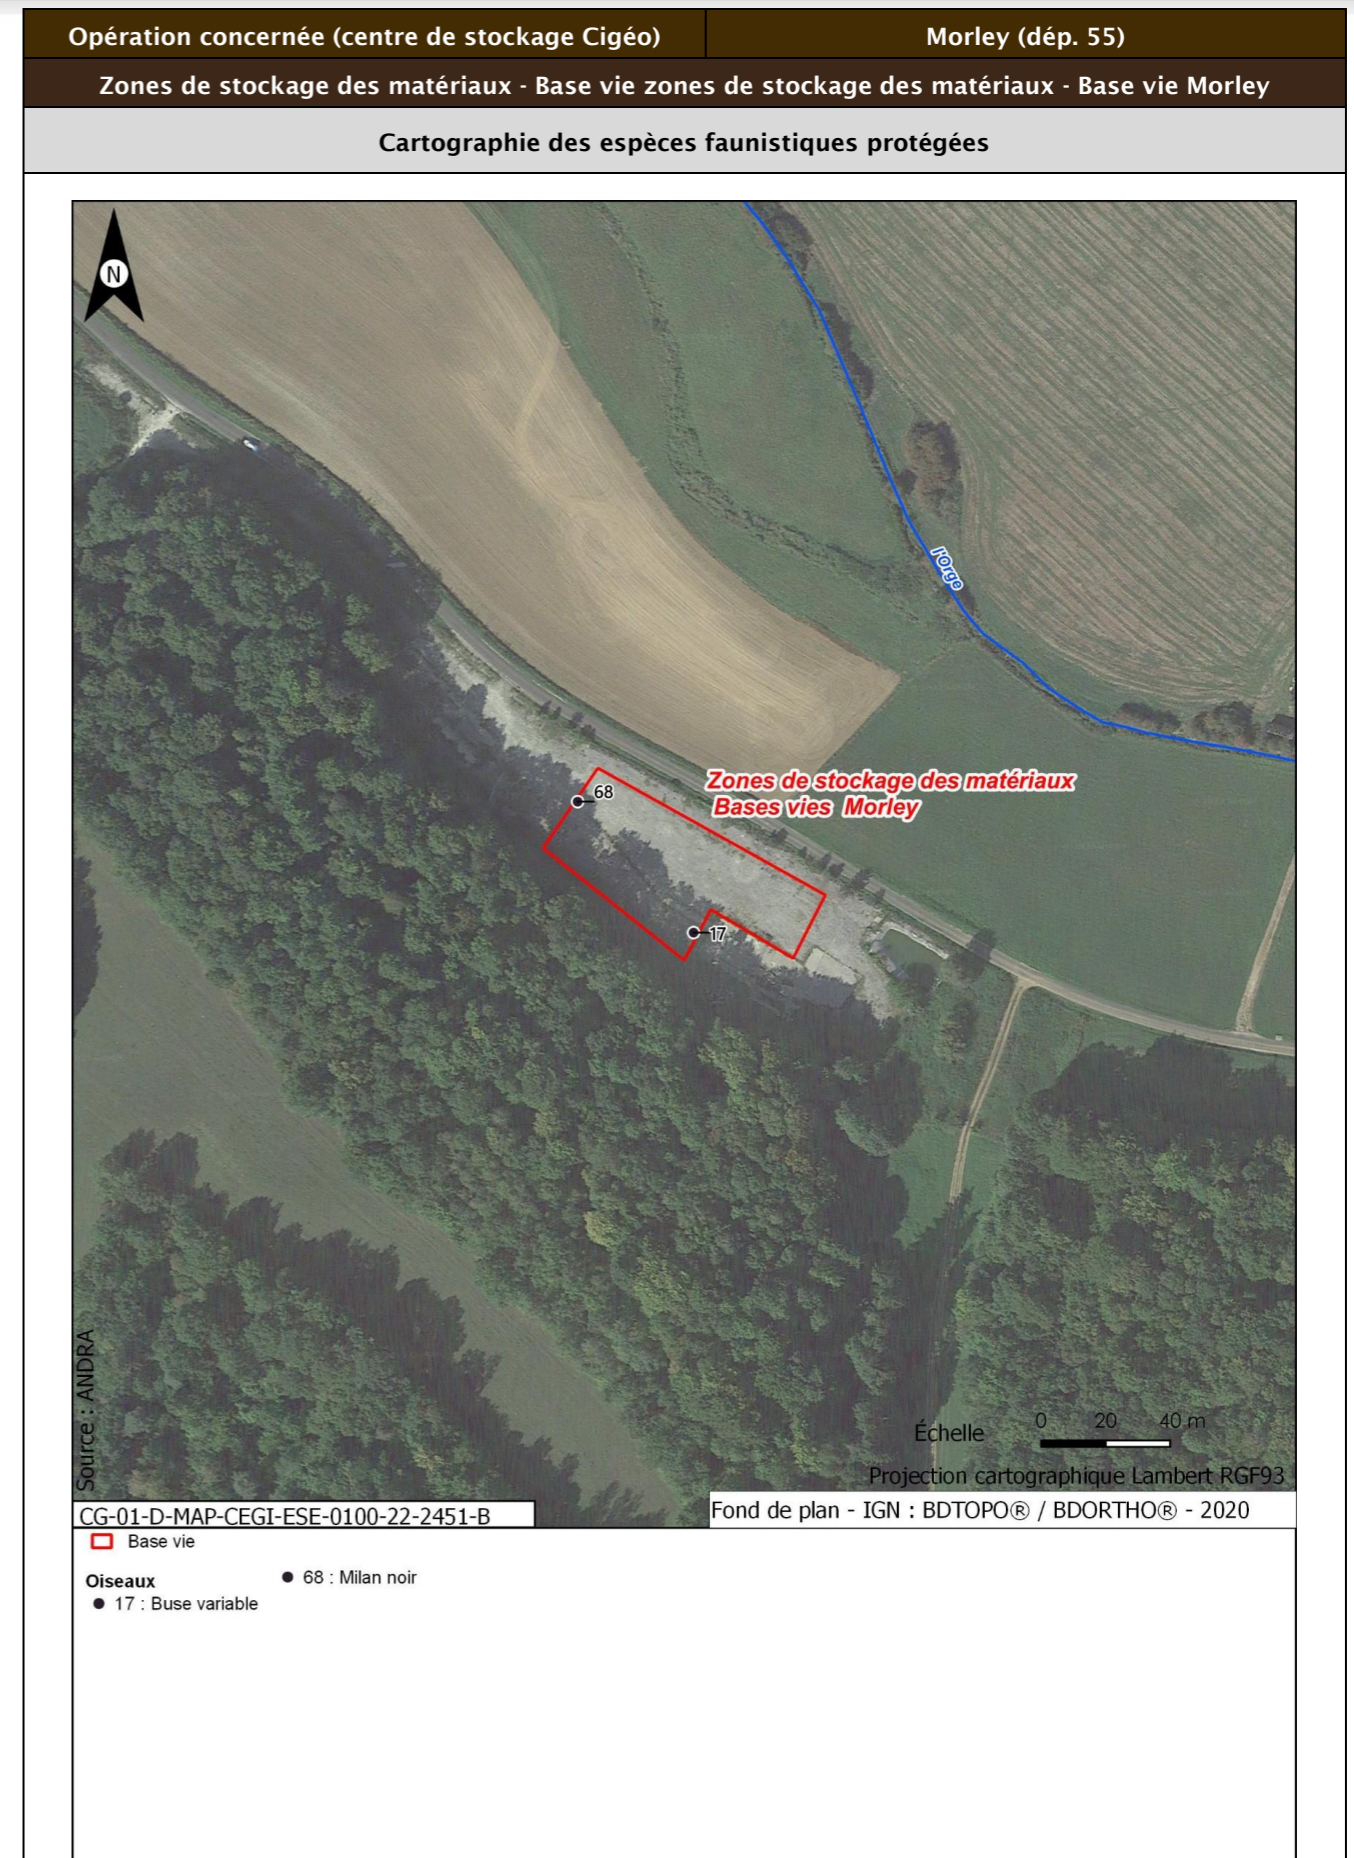 Opération concernée (centre de stockage Cigéo)
Morley (dép. 55)
Zones de stockage des matériaux - Base vie zones de stockage des matériaux - Base vie Morley
Cartographie des espèces faunistiques protégées
N
l'Orge
Zones de stockage des matériaux
Bases vies Morley
68
17
Source : ANDRA
Échelle
0 20 40 m
Projection cartographique Lambert RGF93
CG-01-D-MAP-CEGI-ESE-0100-22-2451-B
Fond de plan - IGN : BDTOPO® / BDORTHO® - 2020
Base vie
Oiseaux
17 : Buse variable
68 : Milan noir